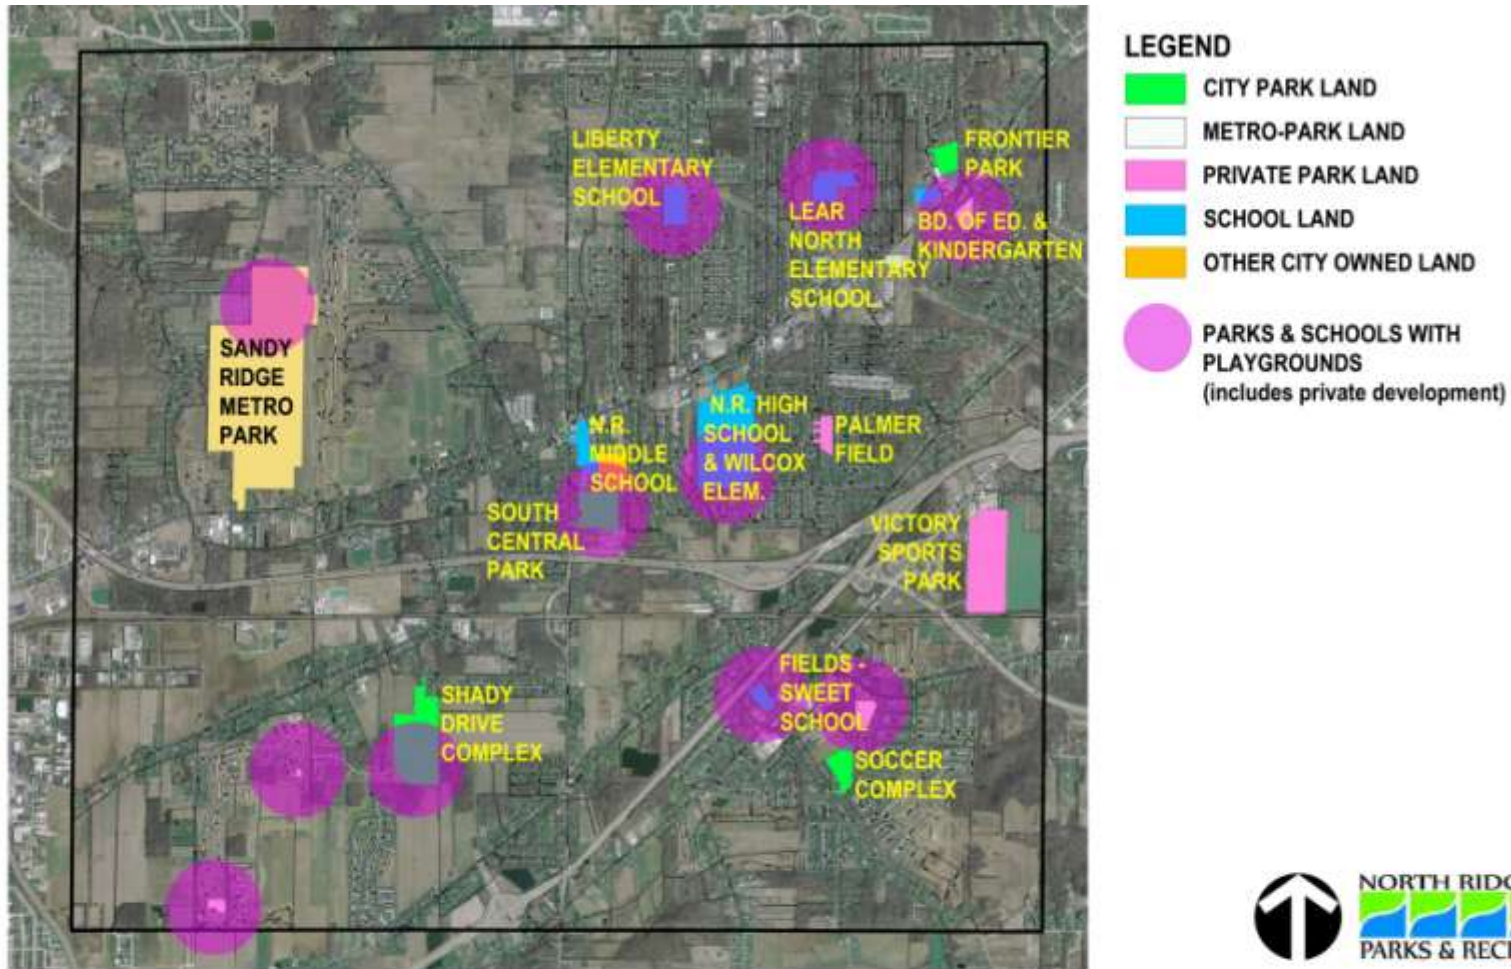 LEGEND
CITY PARK LAND
METRO-PARK LAND
PRIVATE PARK LAND
SCHOOL LAND
OTHER CITY OWNED LAND
PARKS & SCHOOLS WITH
PLAYGROUNDS
(includes private development)
LIBERTY
ELEMENTARY
SCHOOL
LEAR
NORTH
ELEMENTARY
SCHOOL
FRONTIER
PARK
BD. OF ED. &
KINDERGARTEN
SANDY
RIDGE
METRO
PARK
N.R.
MIDDLE
SCHOOL
N.R. HIGH
SCHOOL
& WILCOX
ELEM.
PALMER
FIELD
SOUTH
CENTRAL
PARK
VICTORY
SPORTS
PARK
SHADY
DRIVE
COMPLEX
FIELDS -
SWEET
SCHOOL
SOCCER
COMPLEX
NORTH RIDG
PARKS & REC